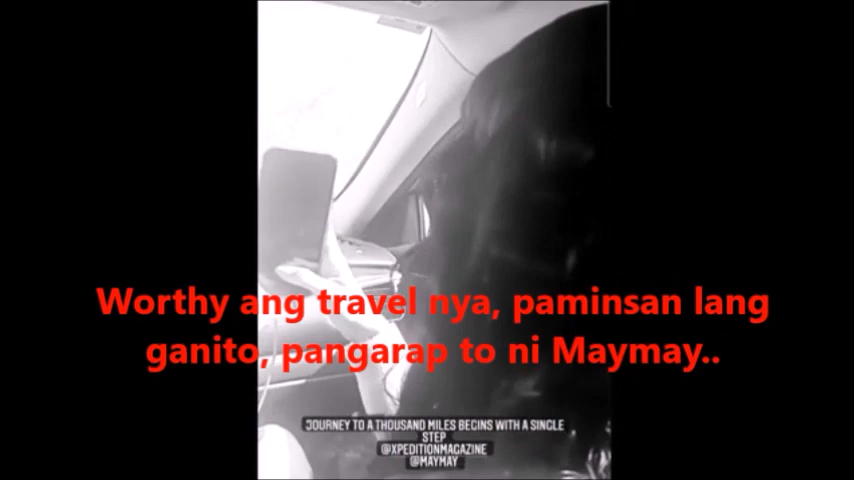 Worthy ang travel nya, paminsan lang
ganito, pangarap to ni Maymay..
JOURNEY TO A THOUSAND MILES BEGINS WITH A SINGLE
STEP
@XPEDITIONMAGAZINE
@MAYMAY